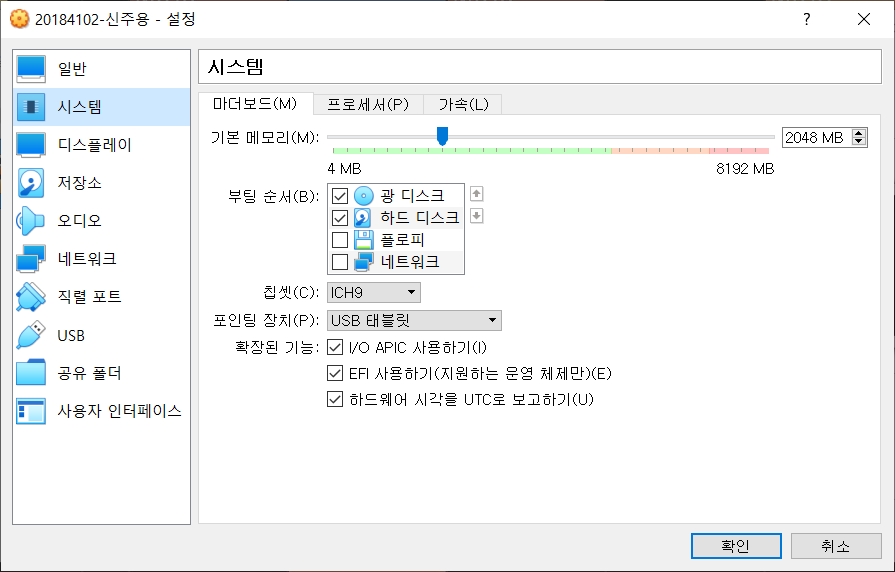 20184102-신주용 - 설정
?
일반
시스템
디스플레이
저장소
오디오
네트워크
직렬 포트
USB
공유 폴더
사용자 인터페이스
시스템
마더보드(M) 프로세서(P) 가속(L)
기본 메모리(M): 2048 MB
4 MB 8192 MB
부팅 순서(B): 광 디스크
하드 디스크
플로피
네트워크
칩셋(C): ICH9
포인팅 장치(P): USB 태블릿
확장된 기능: I/O APIC 사용하기(I)
EFI 사용하기(지원하는 운영 체제만)(E)
하드웨어 시각을 UTC로 보고하기(U)
확인 취소